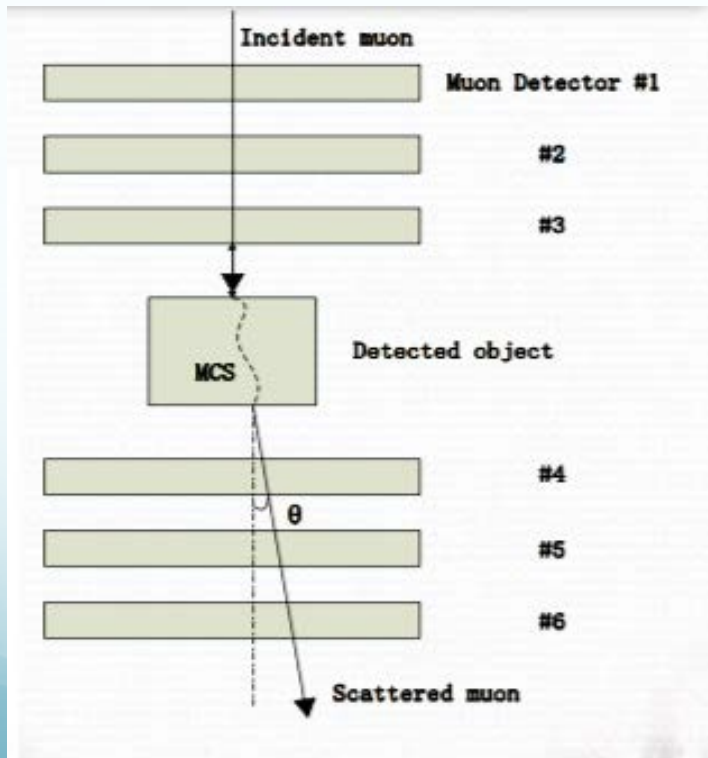 Incident muon
Muon Detector #1
#2
#3
Detected object
MCS
#4
θ
#5
#6
Scattered muon